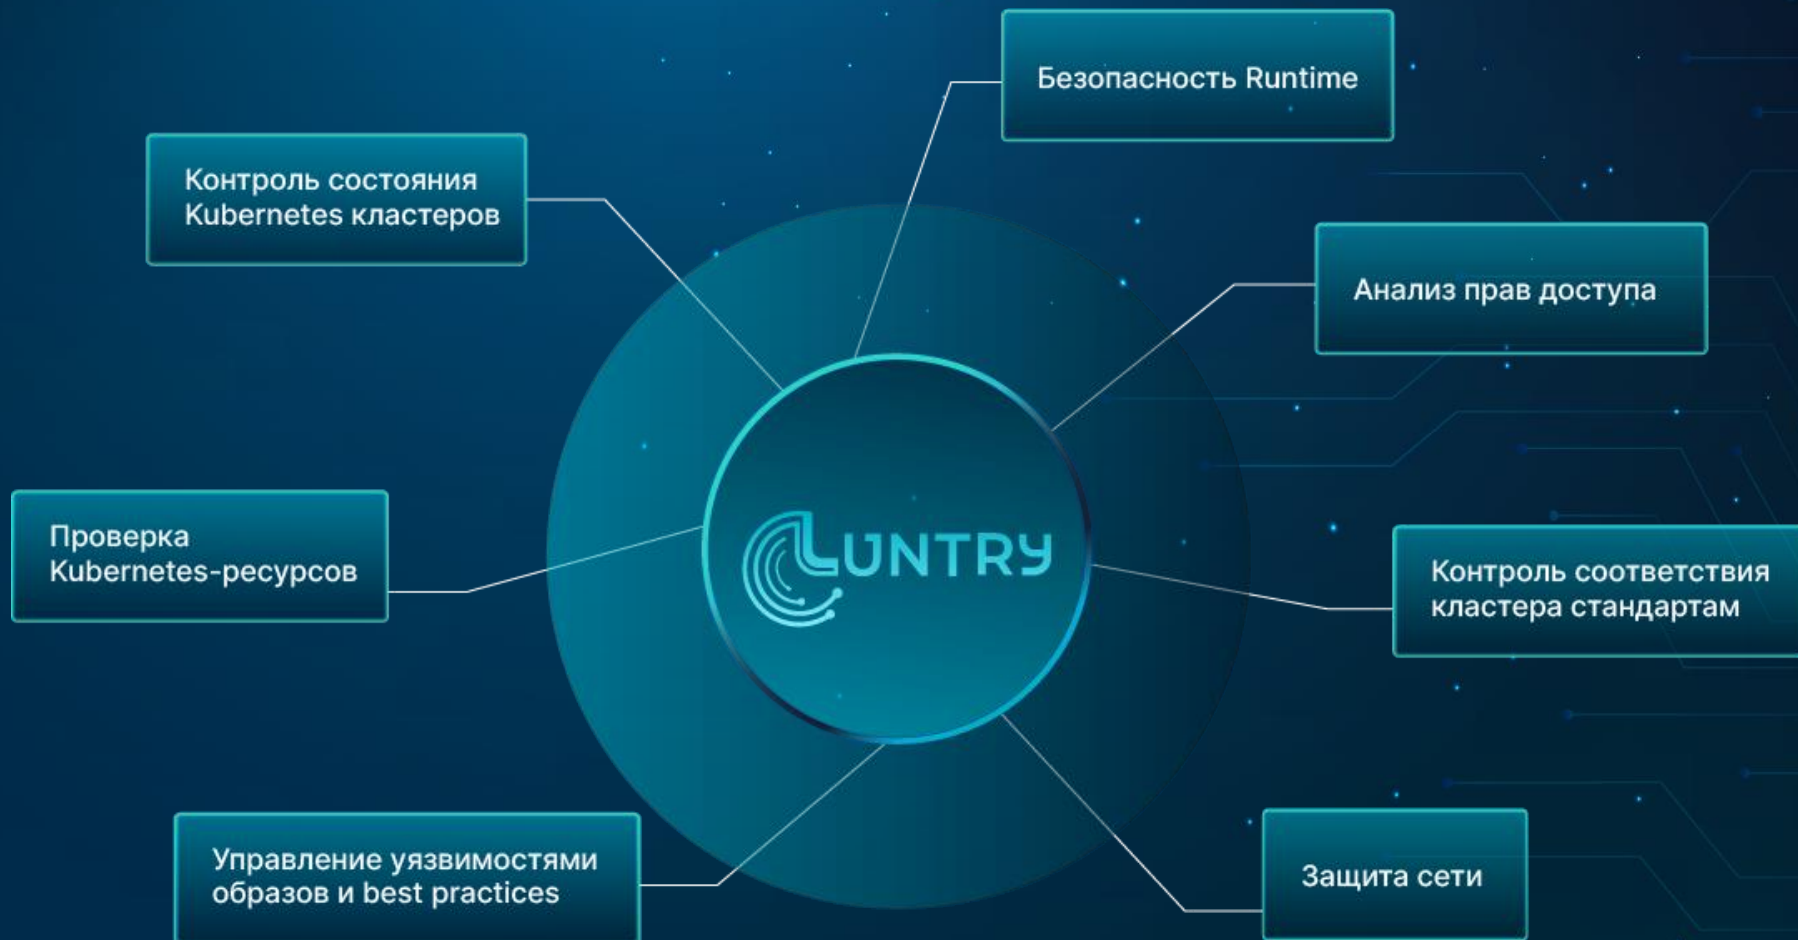 Безопасность Runtime
Контроль состояния
Kubernetes кластеров
Анализ прав доступа
Проверка
Kubernetes-ресурсов
LUNTRY
Контроль соответствия
кластера стандартам
Управление уязвимостями
образов и best practices
Защита сети